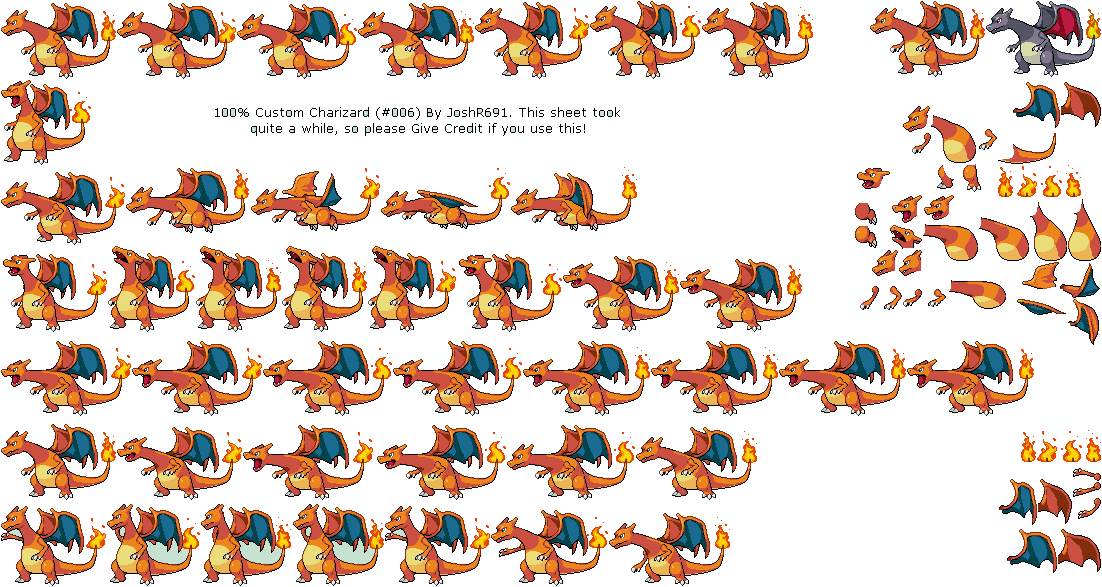 100% Custom Charizard (#006) By JoshR691. This sheet took
quite a while, so please Give Credit if you use this!